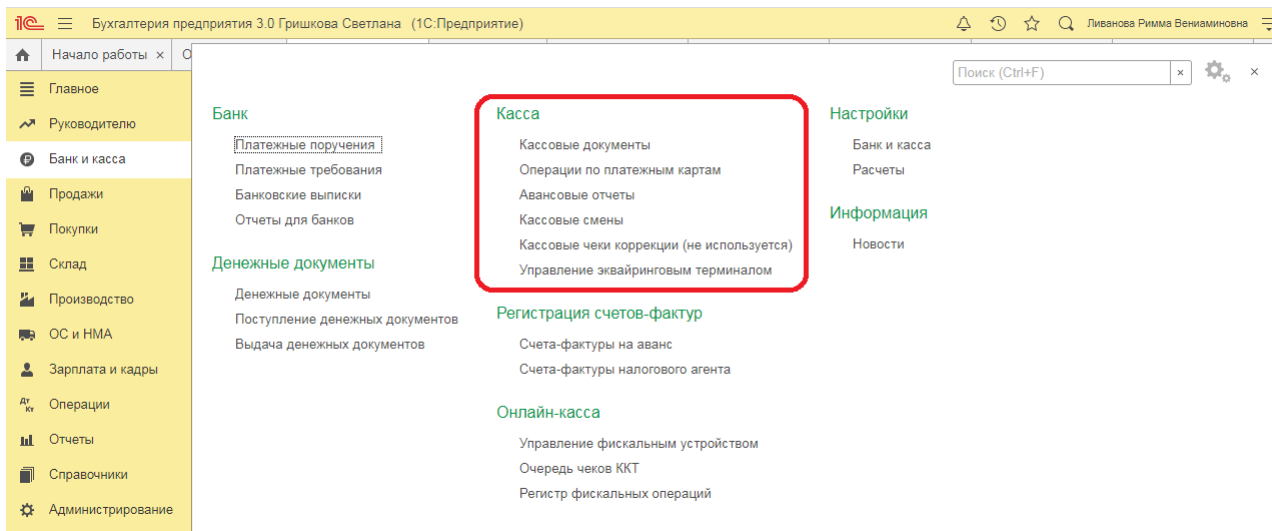 1С Бухгалтерия предприятия 3.0 Гришкова Светлана (1С:Предприятие) Ливанова Римма Вениаминовна
Начало работы × О
Поиск (Ctrl+F) × ×
Главное
Руководителю
Банк и касса
Продажи
Покупки
Склад
Производство
ОС и НМА
Зарплата и кадры
Дт Кт Операции
Отчеты
Справочники
Администрирование
Банк
Платежные поручения
Платежные требования
Банковские выписки
Отчеты для банков
Денежные документы
Денежные документы
Поступление денежных документов
Выдача денежных документов
Касса
Кассовые документы
Операции по платежным картам
Авансовые отчеты
Кассовые смены
Кассовые чеки коррекции (не используется)
Управление эквайринговым терминалом
Регистрация счетов-фактур
Счета-фактуры на аванс
Счета-фактуры налогового агента
Онлайн-касса
Управление фискальным устройством
Очередь чеков ККТ
Регистр фискальных операций
Настройки
Банк и касса
Расчеты
Информация
Новости